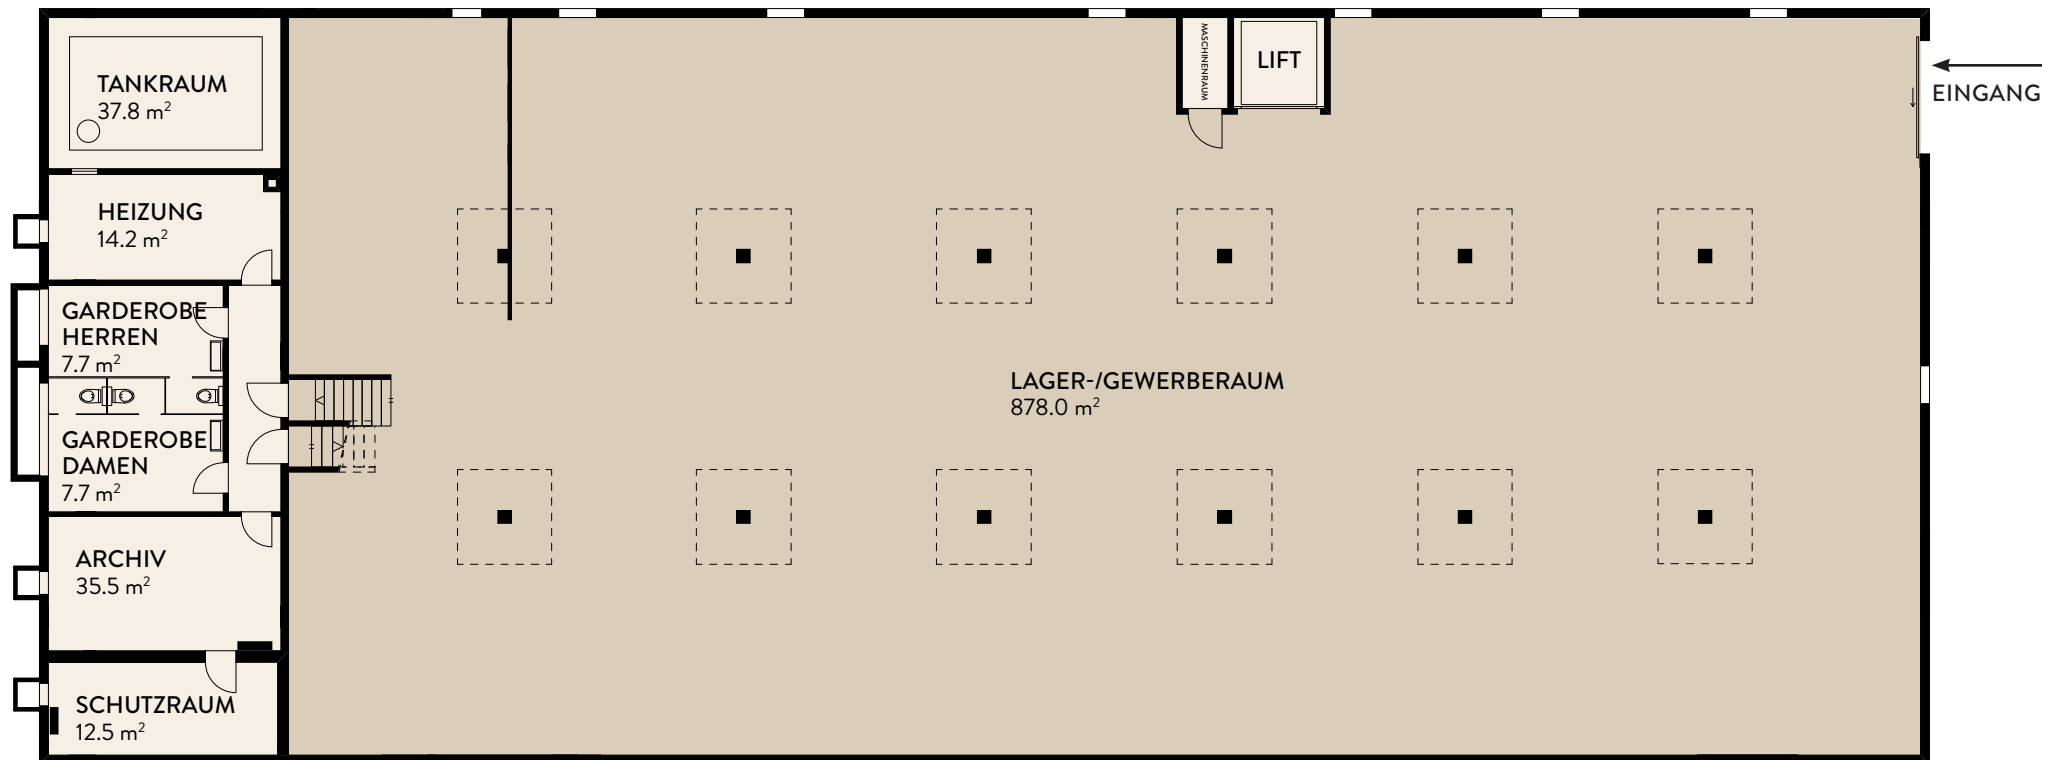 TANKRAUM
37.8 m²
HEIZUNG
14.2 m²
GARDEROBE
HERREN
7.7 m²
GARDEROBE
DAMEN
7.7 m²
ARCHIV
35.5 m²
SCHUTZRAUM
12.5 m²
MASCHINENRAUM
LIFT
LAGER-/GEWERBERAUM
878.0 m²
EINGANG